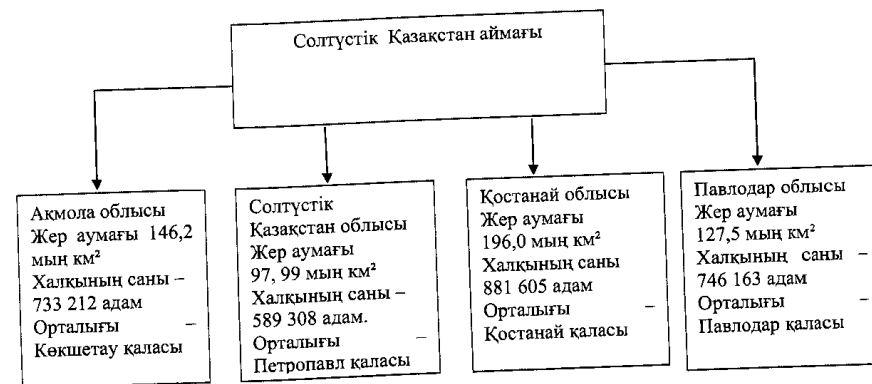 Солтүстік Қазақстан аймағы
Ақмола облысы
Жер аумағы 146,2
мың км²
Халқының саны –
733 212 адам
Орталығы –
Көкшетау қаласы
Солтүстік
Қазақстан облысы
Жер аумағы
97, 99 мың км²
Халқының саны –
589 308 адам.
Орталығы –
Петропавл қаласы
Қостанай облысы
Жер аумағы
196,0 мың км²
Халқының саны
881 605 адам
Орталығы –
Қостанай қаласы
Павлодар облысы
Жер аумағы
127,5 мың км²
Халқының саны –
746 163 адам
Орталығы –
Павлодар қаласы